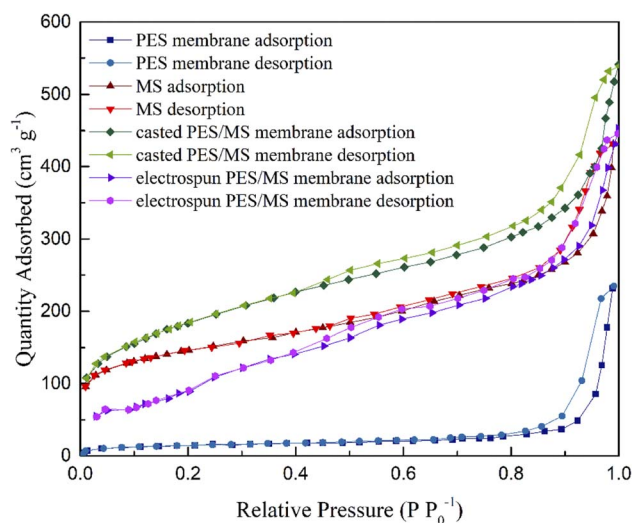 600
500
400
300
200
100
0
Quantity Adsorbed (cm³ g⁻¹)
PES membrane adsorption
PES membrane desorption
MS adsorption
MS desorption
casted PES/MS membrane adsorption
casted PES/MS membrane desorption
electrospun PES/MS membrane adsorption
electrospun PES/MS membrane desorption
0.0 0.2 0.4 0.6 0.8 1.0
Relative Pressure (P P₀⁻¹)